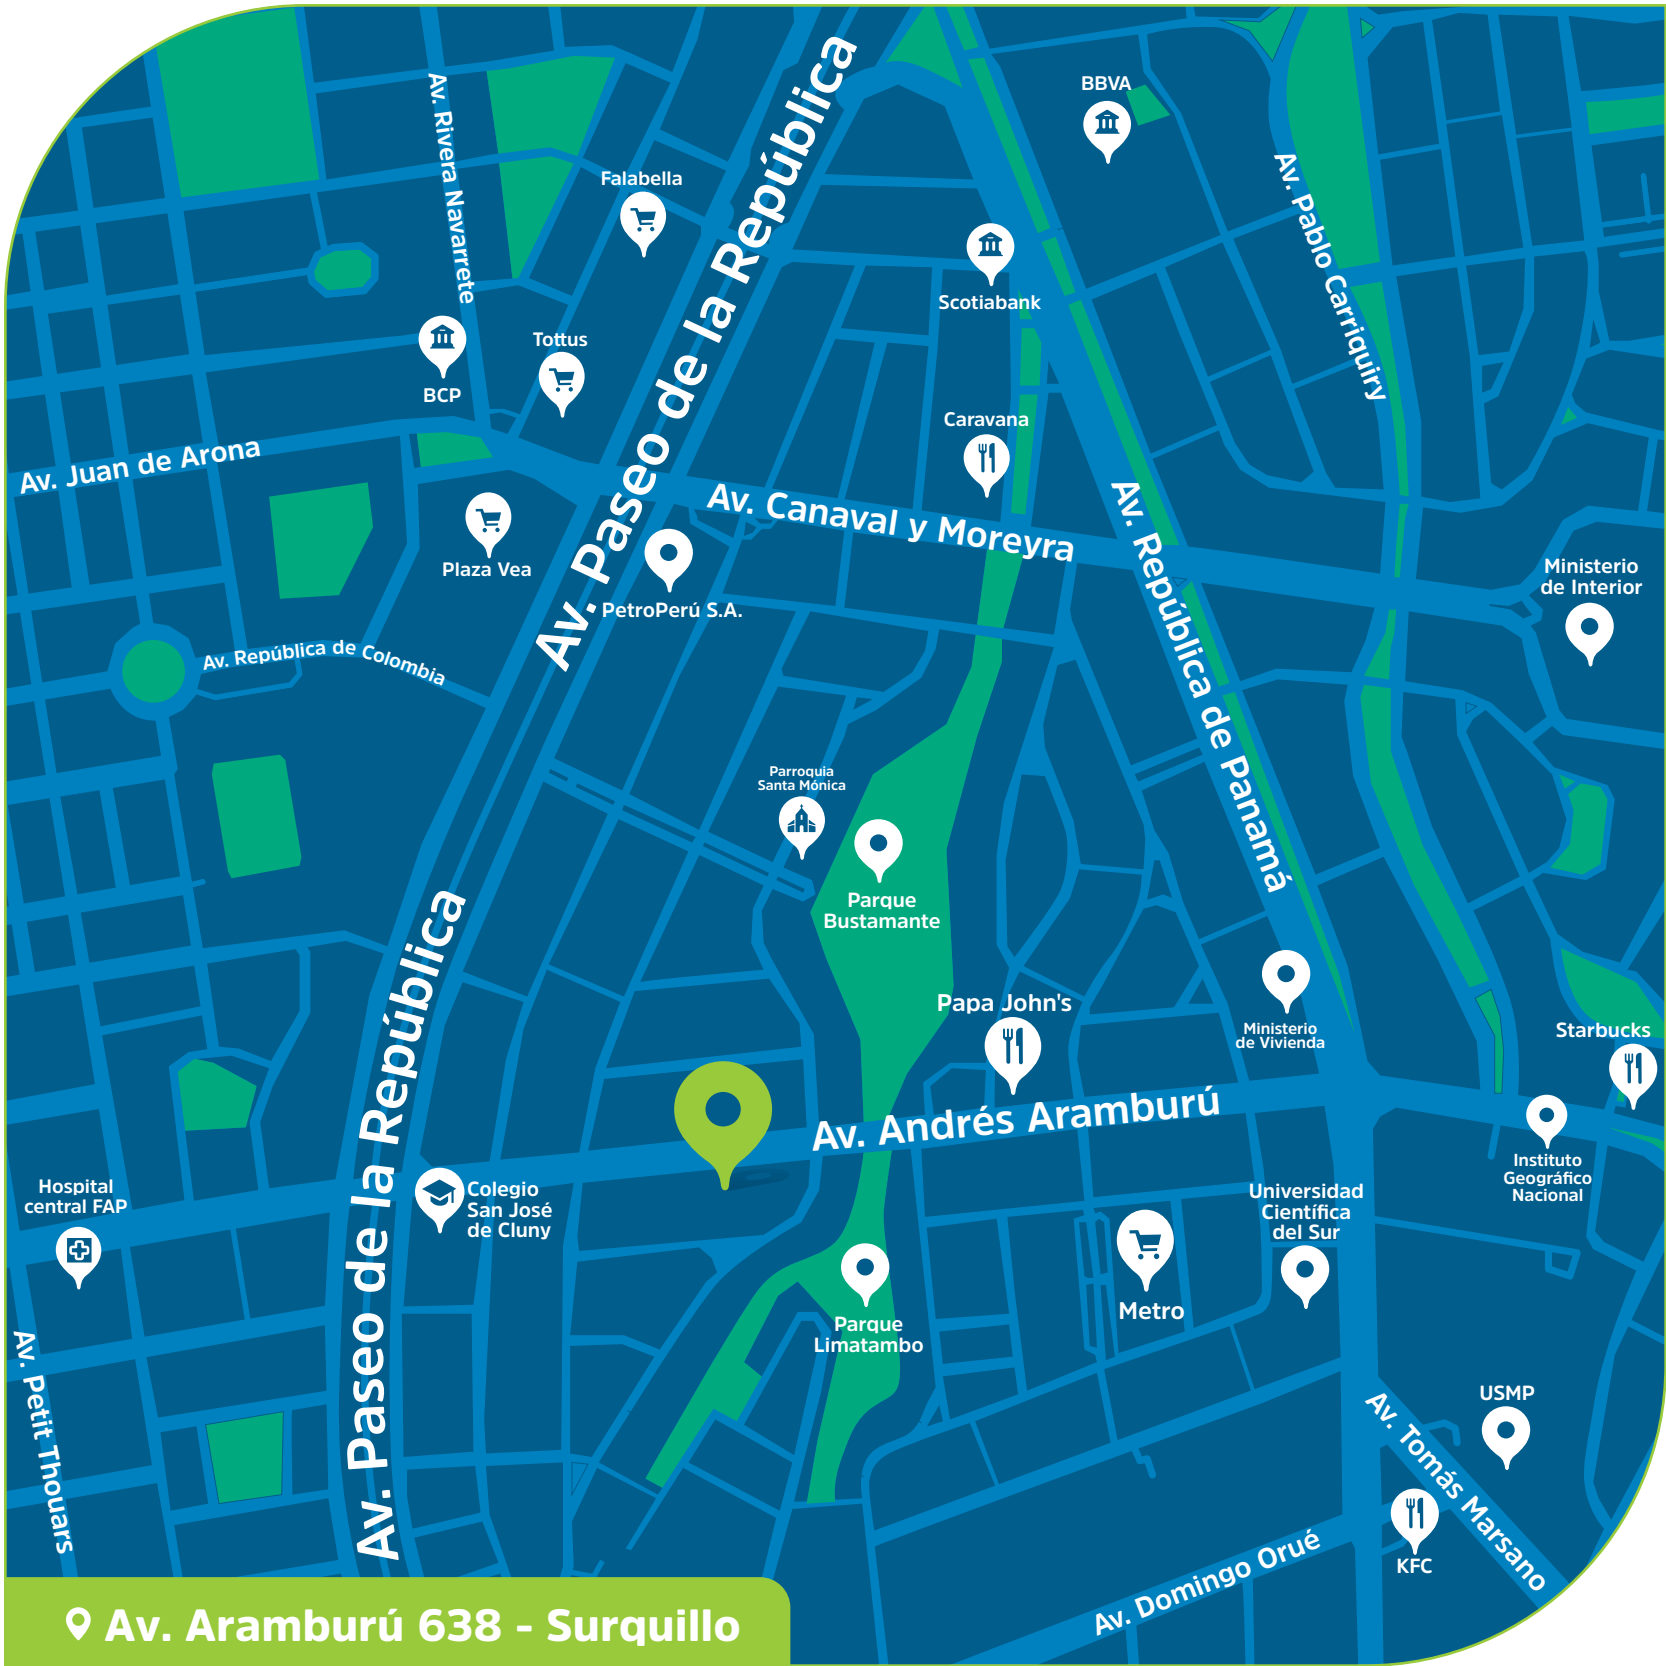 BBVA
Av. Rivera Navarrete
Av. Paseo de la República
Falabella
Av. Pablo Carriquiry
Scotiabank
Tottus
BCP
Caravana
Av. Juan de Arona
Av. Canaval y Moreyra
Av. República de Panamá
Plaza Vea
PetroPerú S.A.
Ministerio
de Interior
Av. República de Colombia
Parroquia
Santa Mónica
Parque
Bustamante
Av. Paseo de la República
Papa John's
Ministerio
de Vivienda
Starbucks
Av. Andrés Aramburú
Instituto
Geográfico
Nacional
Hospital
central FAP
Colegio
San José
de Cluny
Universidad
Científica
del Sur
Metro
Parque
Limatambo
Av. Petit Thouars
USMP
Av. Tomás Marsano
KFC
Av. Domingo Orué
Av. Aramburú 638 - Surquillo